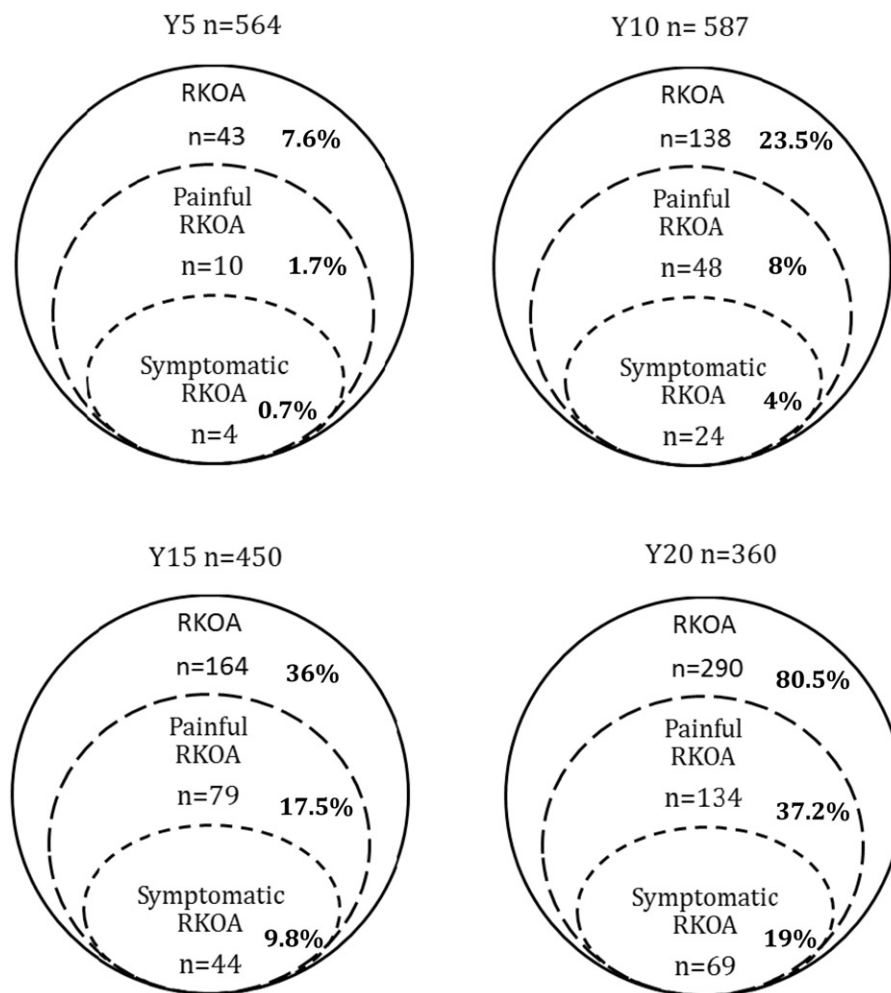 Y5 n=564
RKOA
n=43 7.6%
Painful
RKOA
n=10 1.7%
Symptomatic
RKOA
0.7%
n=4
Y10 n= 587
RKOA
n=138 23.5%
Painful
RKOA
n=48 8%
Symptomatic
RKOA
4%
n=24
Y15 n=450
RKOA
n=164 36%
Painful
RKOA
n=79 17.5%
Symptomatic
RKOA
9.8%
n=44
Y20 n=360
RKOA
n=290 80.5%
Painful
RKOA
n=134 37.2%
Symptomatic
RKOA
19%
n=69